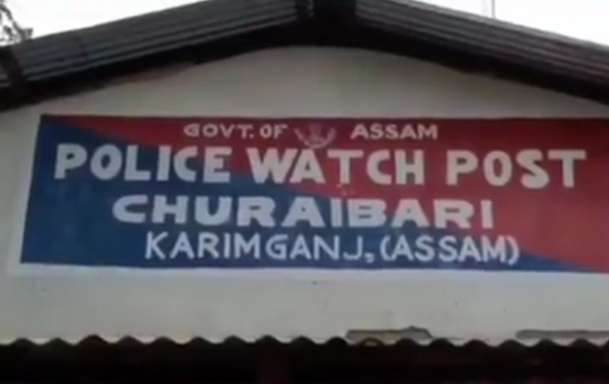 GOVT. OF ASSAM
POLICE WATCH POST
CHURAIBARI
KARIMGANJ, (ASSAM)